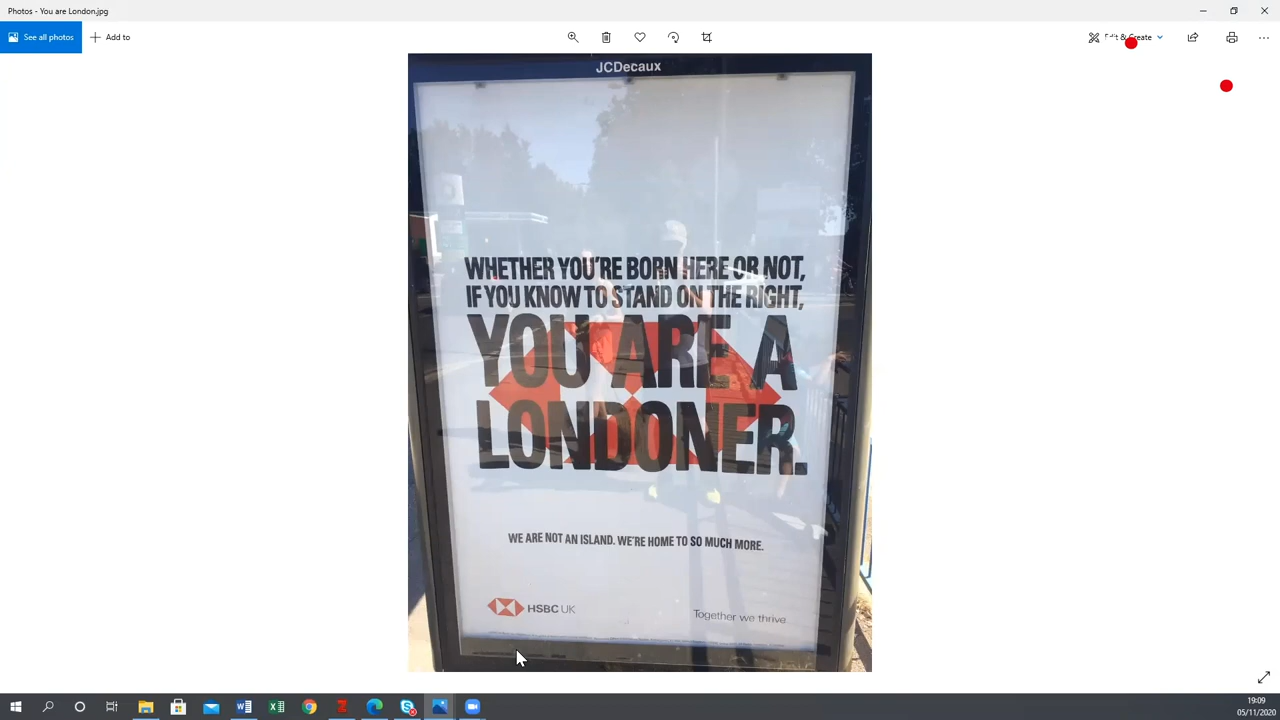 Photos - You are London.jpg
See all photos
Add to
Edit & Create
JCDecaux
WHETHER YOU'RE BORN HERE OR NOT,
IF YOU KNOW TO STAND ON THE RIGHT,
YOU ARE A
LONDONER.
WE ARE NOT AN ISLAND. WE'RE HOME TO SO MUCH MORE.
HSBC UK
Together we thrive
19:09
05/11/2020